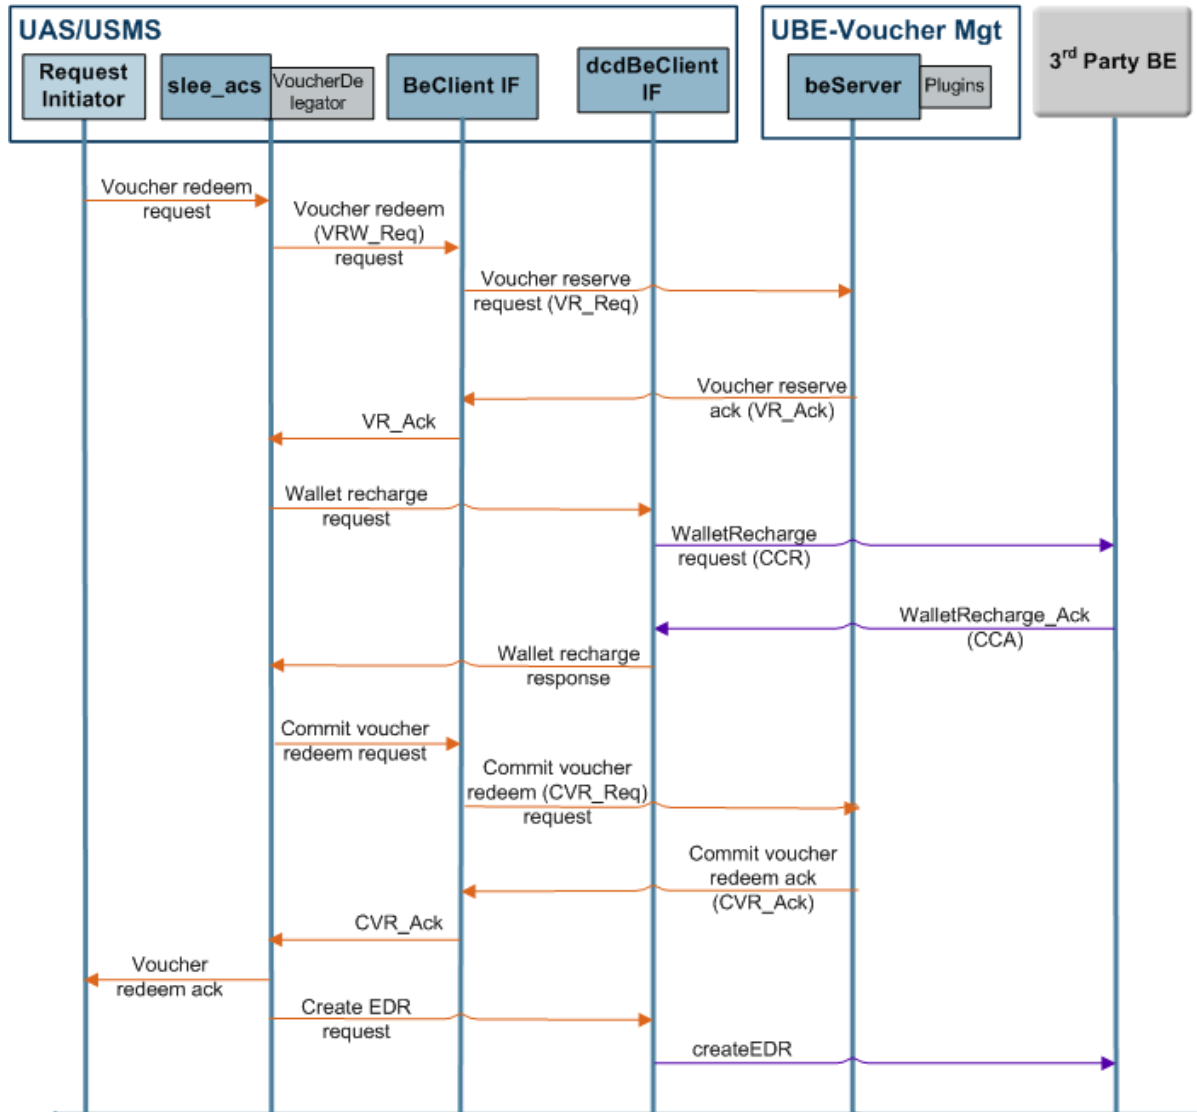 UAS/USMS
UBE-Voucher Mgt
Request
Initiator
slee_acs
VoucherDe
legator
BeClient IF
dcdBeClient
IF
beServer
Plugins
3rd Party BE
Voucher redeem
request
Voucher redeem
(VRW_Req)
request
Voucher reserve
request (VR_Req)
Voucher reserve
ack (VR_Ack)
VR_Ack
Wallet recharge
request
WalletRecharge
request (CCR)
WalletRecharge_Ack
(CCA)
Wallet recharge
response
Commit voucher
redeem request
Commit voucher
redeem (CVR_Req)
request
Commit voucher
redeem ack
(CVR_Ack)
CVR_Ack
Voucher
redeem ack
Create EDR
request
createEDR